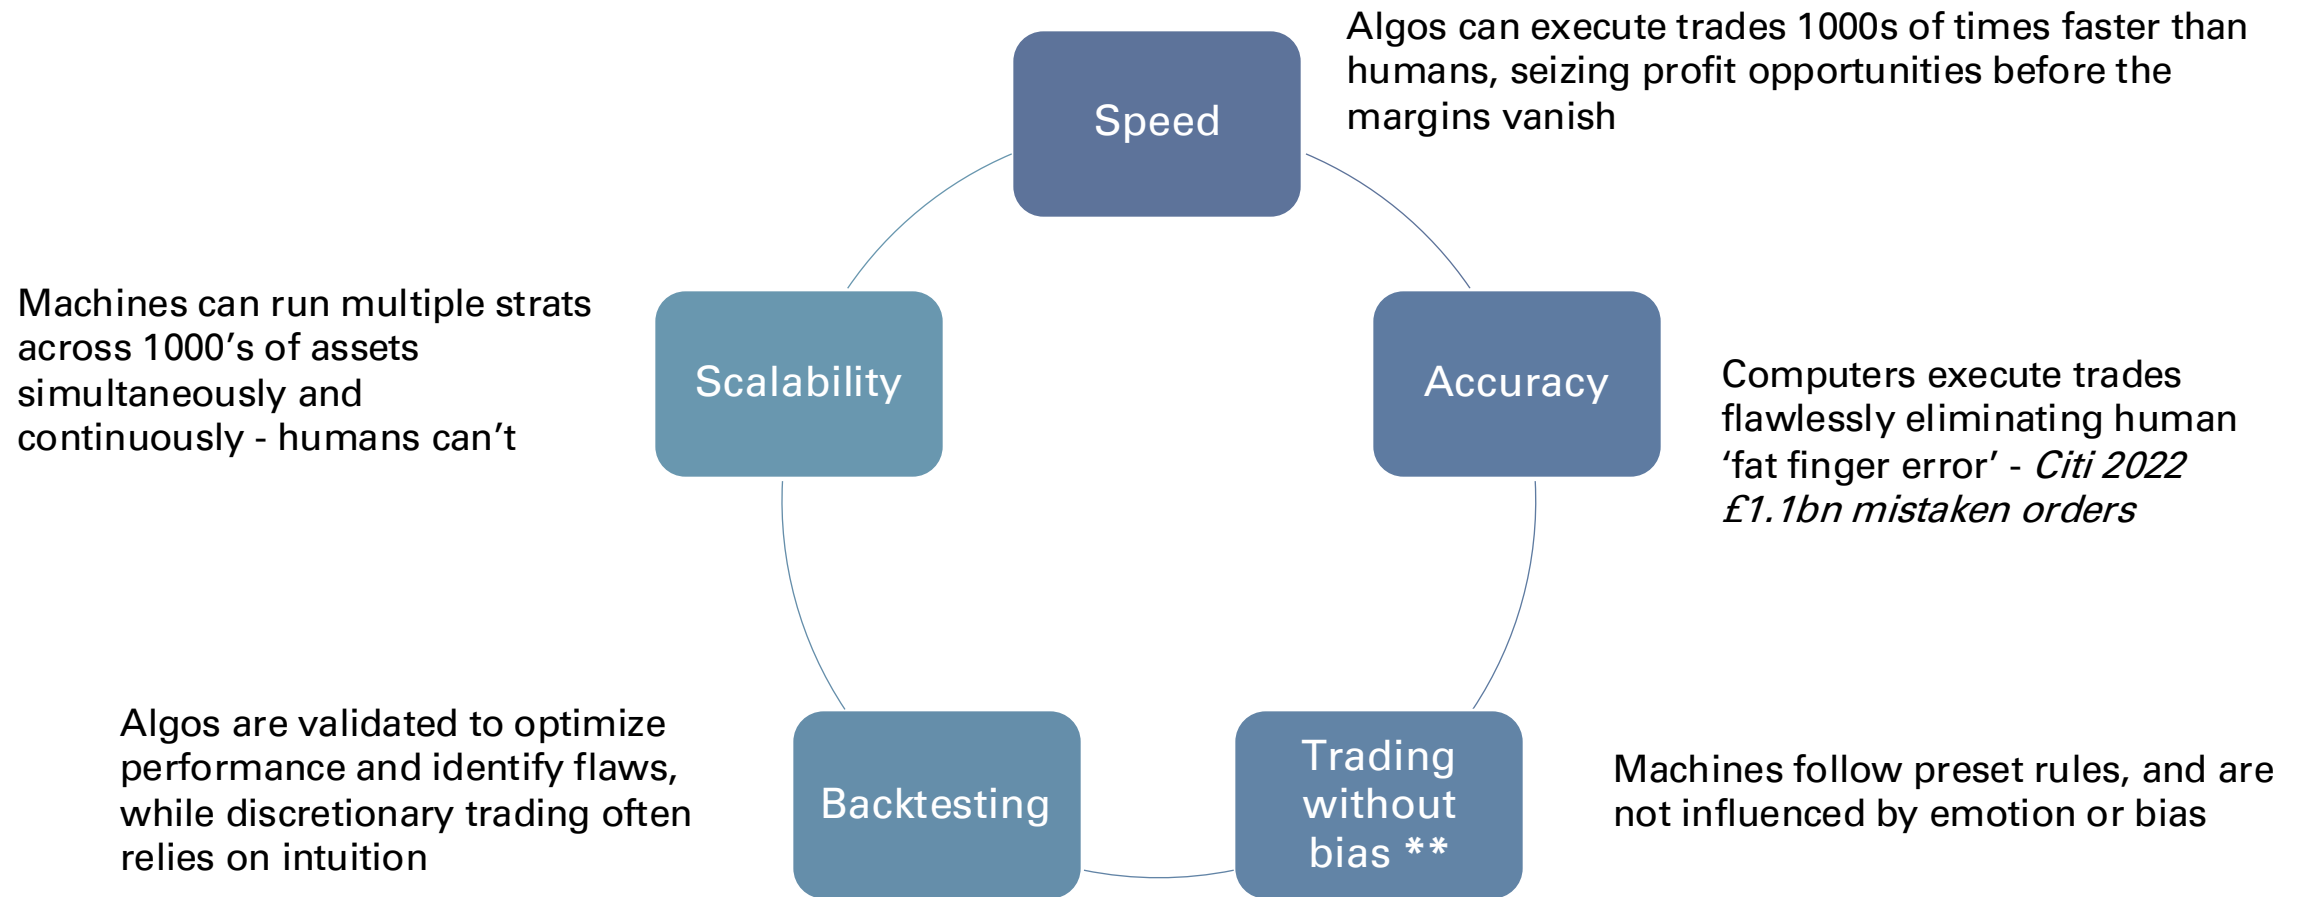 Speed
Algos can execute trades 1000s of times faster than
humans, seizing profit opportunities before the
margins vanish
Accuracy
Computers execute trades
flawlessly eliminating human
‘fat finger error’ - Citi 2022
£1.1bn mistaken orders
Trading
without
bias **
Machines follow preset rules, and are
not influenced by emotion or bias
Backtesting
Algos are validated to optimize
performance and identify flaws,
while discretionary trading often
relies on intuition
Scalability
Machines can run multiple strats
across 1000’s of assets
simultaneously and
continuously - humans can’t